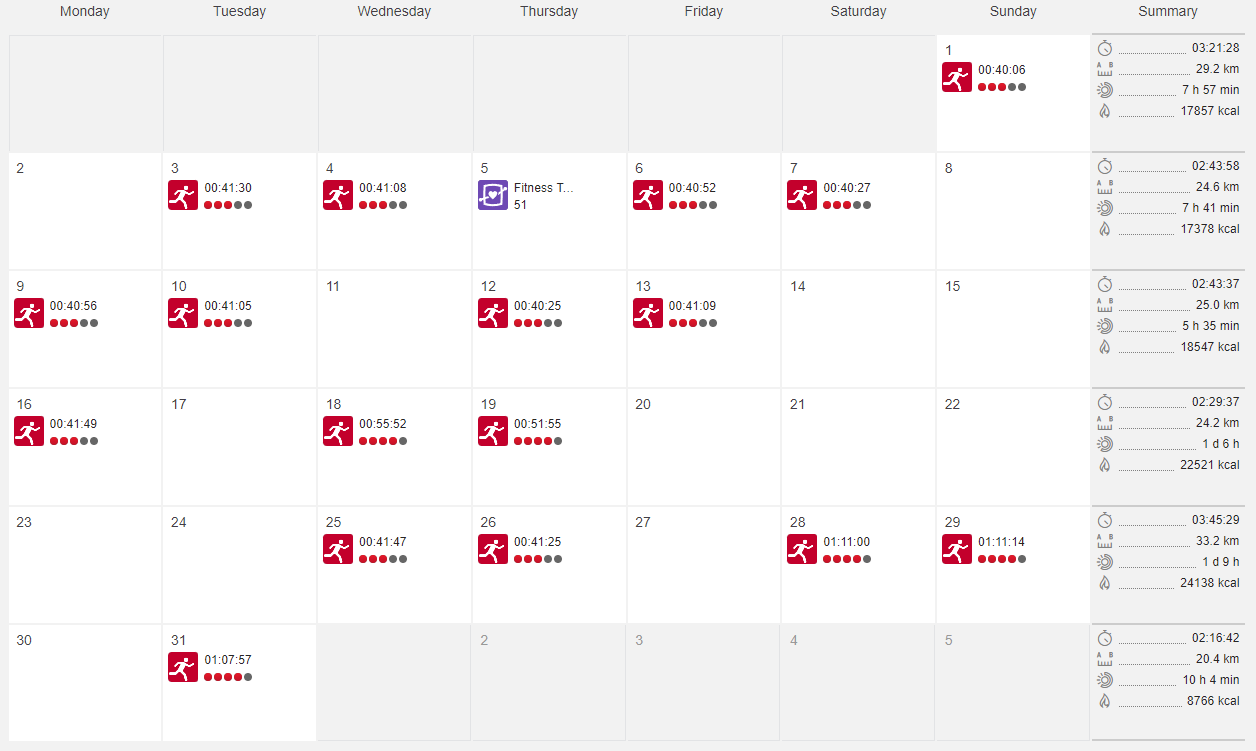 Monday Tuesday Wednesday Thursday Friday Saturday Sunday Summary
1
00:40:06
03:21:28
A B 29.2 km
7 h 57 min
17857 kcal
2 3 4 5 6 7 8
00:41:30 00:41:08 Fitness T... 00:40:52 00:40:27
51
02:43:58
A B 24.6 km
7 h 41 min
17378 kcal
9 10 11 12 13 14 15
00:40:56 00:41:05 00:40:25 00:41:09
02:43:37
A B 25.0 km
5 h 35 min
18547 kcal
16 17 18 19 20 21 22
00:41:49 00:55:52 00:51:55
02:29:37
A B 24.2 km
1 d 6 h
22521 kcal
23 24 25 26 27 28 29
00:41:47 00:41:25 01:11:00 01:11:14
03:45:29
A B 33.2 km
1 d 9 h
24138 kcal
30 31 2 3 4 5
01:07:57
02:16:42
A B 20.4 km
10 h 4 min
8766 kcal